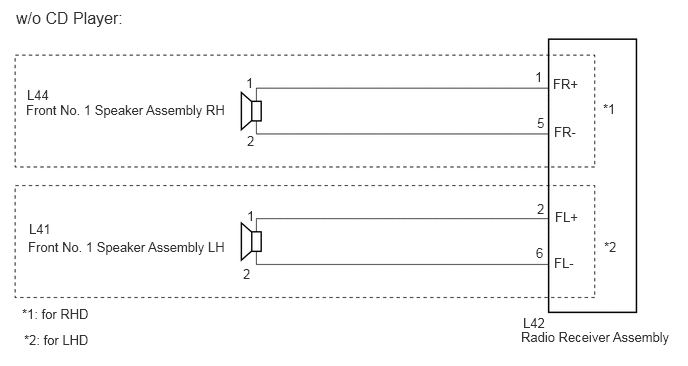 w/o CD Player:
1
1
FR+
L44
Front No. 1 Speaker Assembly RH
*1
5
FR-
2
2
1
FL+
L41
Front No. 1 Speaker Assembly LH
*2
6
FL-
2
*1: for RHD
L42
*2: for LHD
Radio Receiver Assembly